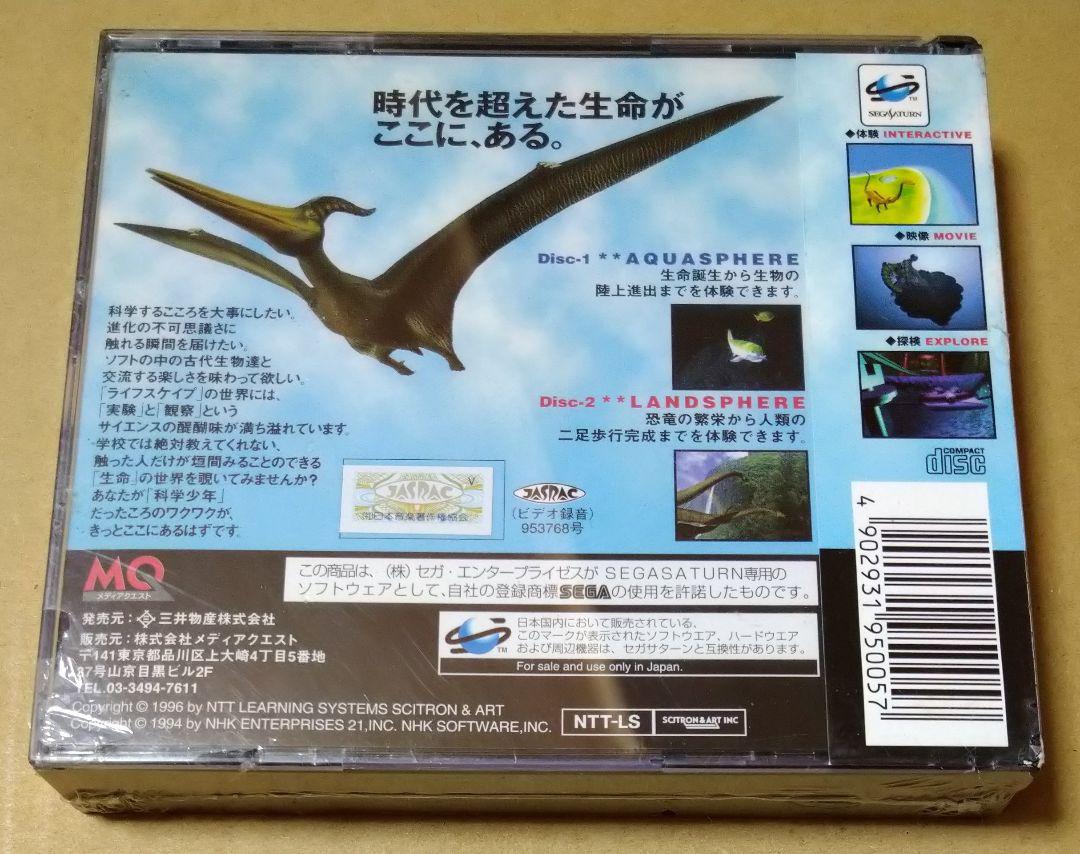 時代を超えた生命が
ここに、ある。
SEGASATURN
TM
◆体験 INTERACTIVE
◆映像 MOVIE
◆探検 EXPLORE
Disc-1 **AQUASPHERE
生命誕生から生物の
陸上進出までを体験できます。
Disc-2 **LANDSPHERE
恐竜の繁栄から人類の
二足歩行完成までを体験できます。
科学するこころを大事にしたい。
進化の不可思議さに
触れる瞬間を届けたい。
ソフトの中の古代生物達と
交流する楽しさを味わって欲しい。
「ライフスケイプ」の世界には、
「実験」と「観察」という
サイエンスの醍醐味が満ち溢れています。
学校では絶対教えてくれない、
触った人だけが垣間みることのできる
「生命」の世界を覗いてみませんか?
あなたが「科学少年」
だったころのワクワクが、
きっとここにあるはずです。
JASRAC
V
JASRAC
(ビデオ録音)
953768号
COMPACT
disc
4 902931 950057
MQ
メディアクエスト
この商品は、(株)セガ・エンタープライゼスがSEGASATURN専用の
ソフトウェアとして、自社の登録商標SEGAの使用を許諾したものです。
発売元:三井物産株式会社
販売元:株式会社メディアクエスト
〒141東京都品川区上大崎4丁目5番地
37号山京目黒ビル2F
TEL.03-3494-7611
TM
日本国内において販売されている、
このマークが表示されたソフトウエア、ハードウエア
および周辺機器は、セガサターンと互換性があります。
For sale and use only in Japan.
Copyright © 1996 by NTT LEARNING SYSTEMS SCITRON & ART
Copyright © 1994 by NHK ENTERPRISES 21,INC. NHK SOFTWARE,INC.
NTT-LS
SCITRON & ART INC